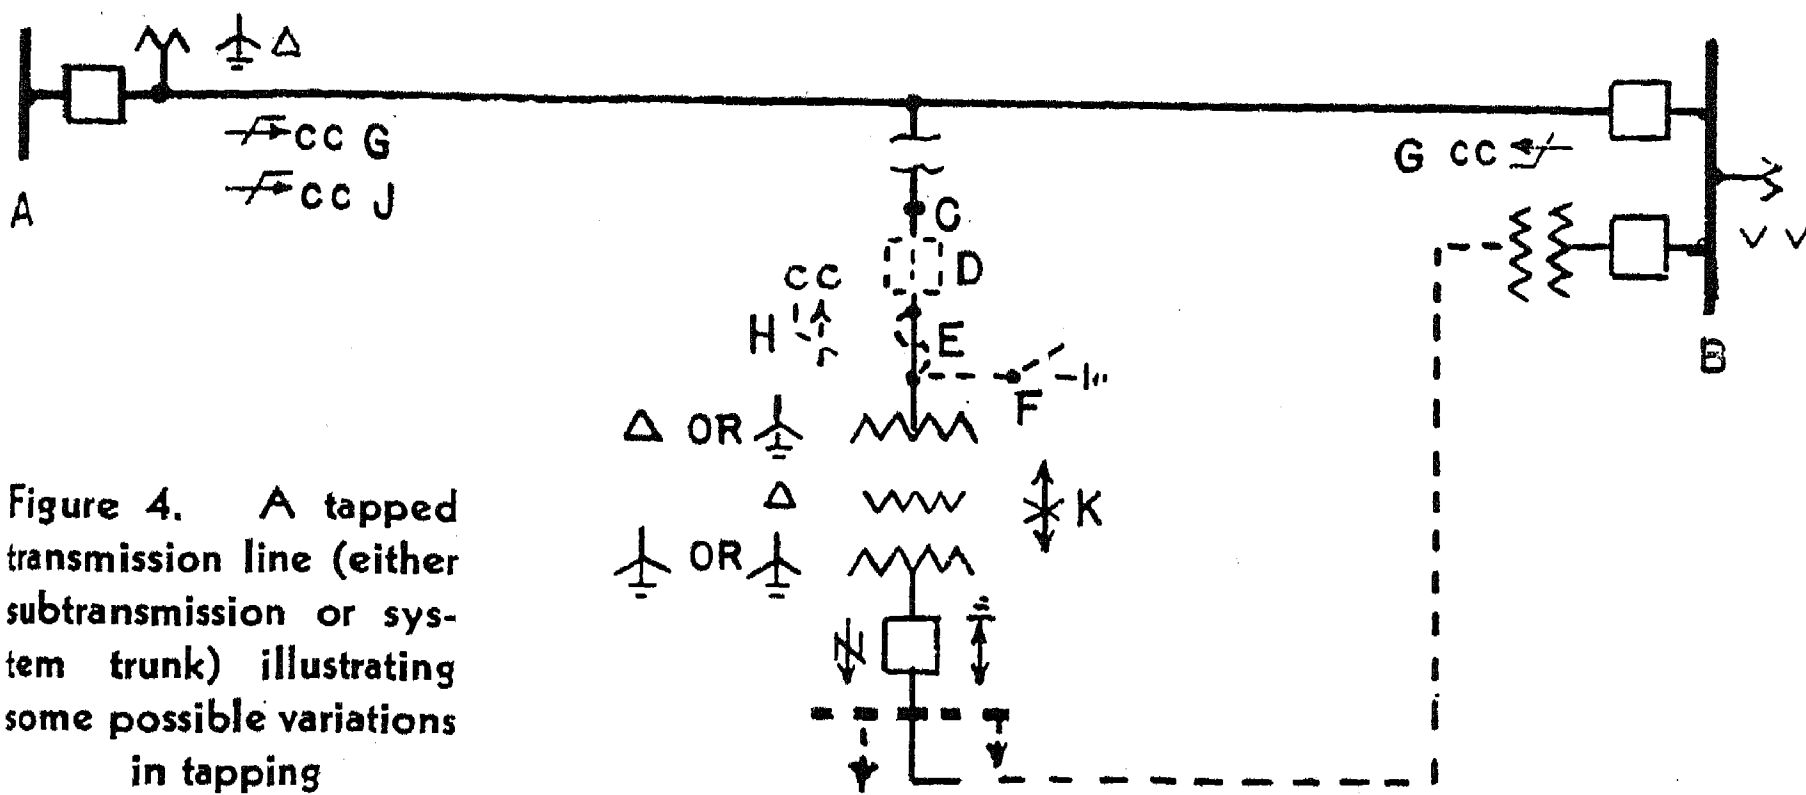 CC G
CC J
A
G CC
B
C
D
CC
H
E
F
Δ OR
Δ
K
OR
Figure 4. A tapped
transmission line (either
subtransmission or sys-
tem trunk) illustrating
some possible variations
in tapping